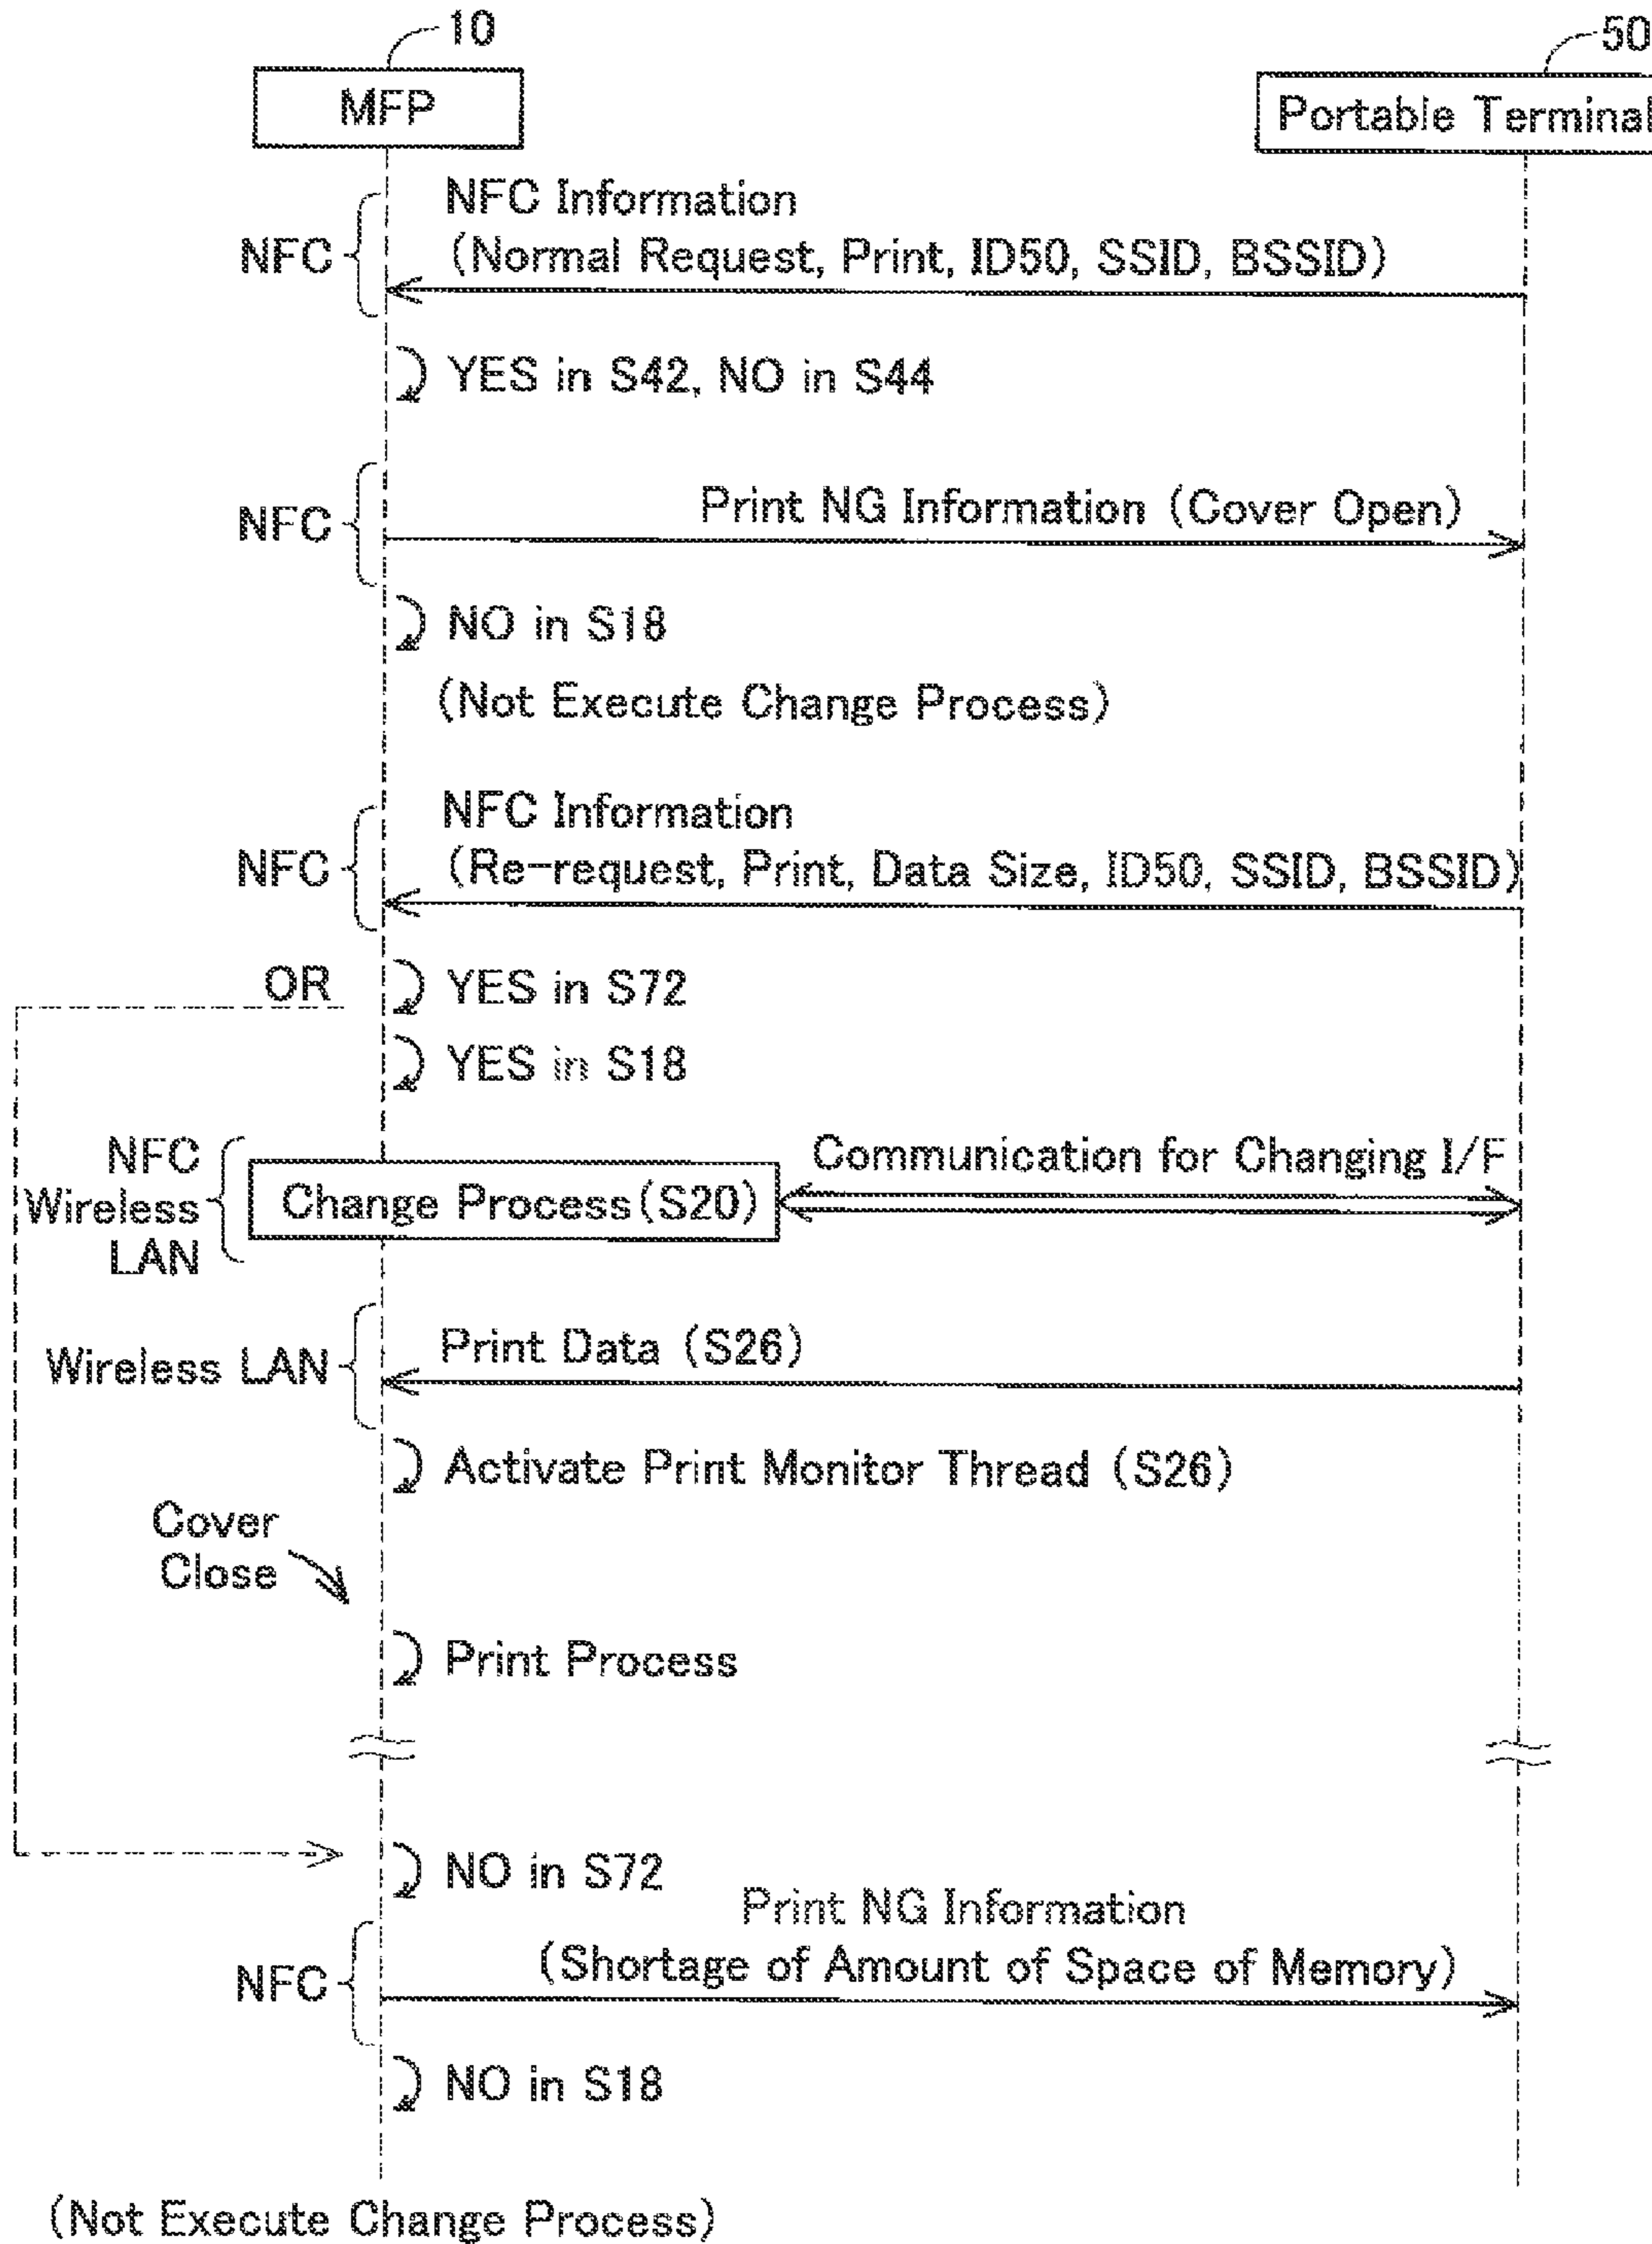 10
50
MFP
Portable Terminal
NFC Information
NFC
(Normal Request, Print, ID50, SSID, BSSID)
YES in S42, NO in S44
NFC
Print NG Information (Cover Open)
NO in S18
(Not Execute Change Process)
NFC Information
NFC
(Re-request, Print, Data Size, ID50, SSID, BSSID)
OR
YES in S72
YES in S18
NFC
Wireless
LAN
Change Process(S20)
Communication for Changing I/F
Wireless LAN
Print Data (S26)
Activate Print Monitor Thread (S26)
Cover
Close
Print Process
NO in S72
Print NG Information
(Shortage of Amount of Space of Memory)
NFC
NO in S18
(Not Execute Change Process)